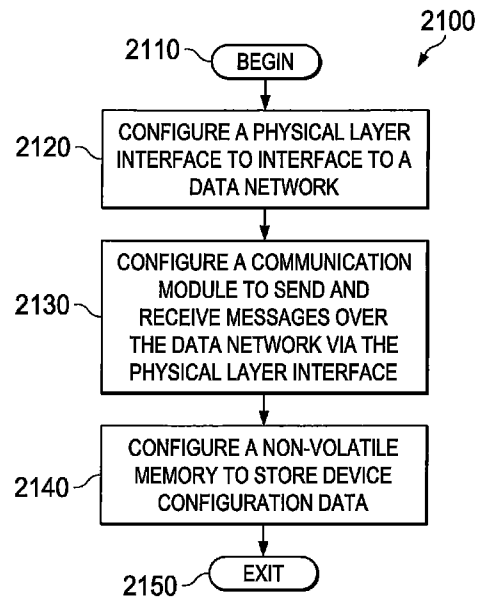 2100
2110
BEGIN
2120
CONFIGURE A PHYSICAL LAYER
INTERFACE TO INTERFACE TO A
DATA NETWORK
2130
CONFIGURE A COMMUNICATION
MODULE TO SEND AND
RECEIVE MESSAGES OVER
THE DATA NETWORK VIA THE
PHYSICAL LAYER INTERFACE
2140
CONFIGURE A NON-VOLATILE
MEMORY TO STORE DEVICE
CONFIGURATION DATA
2150
EXIT